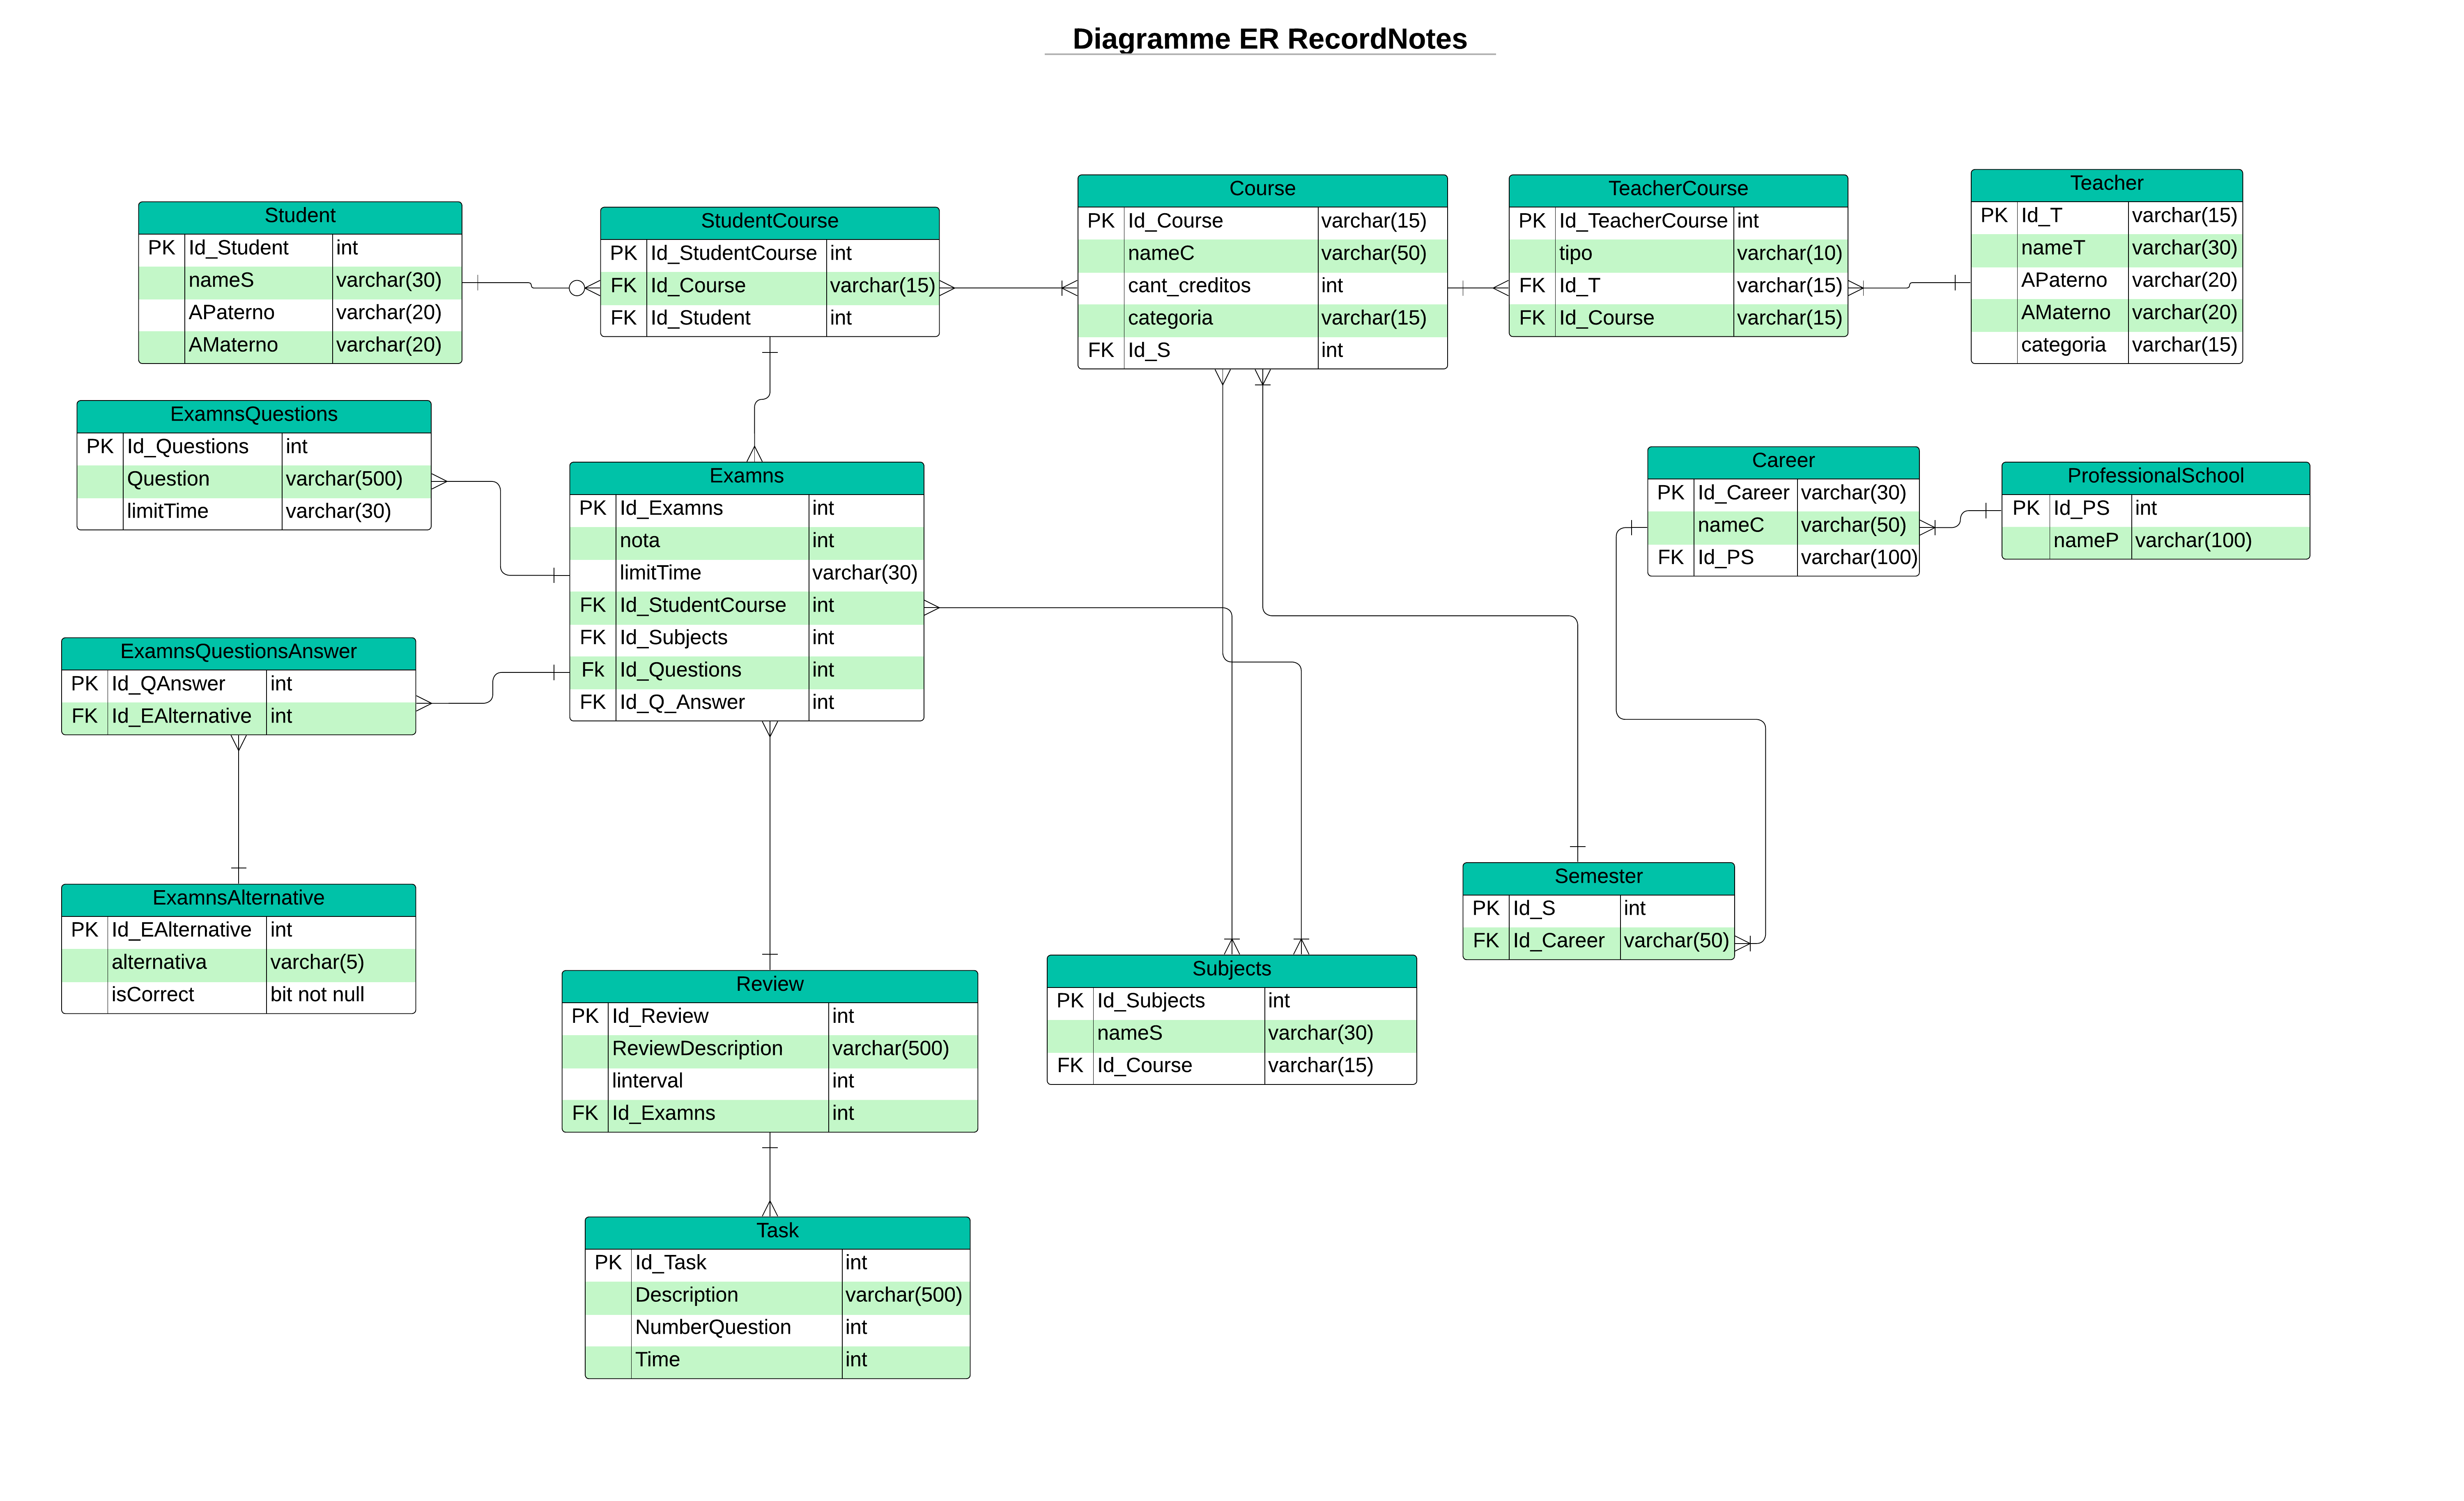 Diagramme ER RecordNotes
Student
PK Id_Student int
nameS varchar(30)
APaterno varchar(20)
AMaterno varchar(20)
StudentCourse
PK Id_StudentCourse int
FK Id_Course varchar(15)
FK Id_Student int
Course
PK Id_Course varchar(15)
nameC varchar(50)
cant_creditos int
categoria varchar(15)
FK Id_S int
TeacherCourse
PK Id_TeacherCourse int
tipo varchar(10)
FK Id_T varchar(15)
FK Id_Course varchar(15)
Teacher
PK Id_T varchar(15)
nameT varchar(30)
APaterno varchar(20)
AMaterno varchar(20)
categoria varchar(15)
ExamnsQuestions
PK Id_Questions int
Question varchar(500)
limitTime varchar(30)
Examns
PK Id_Examns int
nota int
limitTime varchar(30)
FK Id_StudentCourse int
FK Id_Subjects int
Fk Id_Questions int
FK Id_Q_Answer int
Career
PK Id_Career varchar(30)
nameC varchar(50)
FK Id_PS varchar(100)
ProfessionalSchool
PK Id_PS int
nameP varchar(100)
ExamnsQuestionsAnswer
PK Id_QAnswer int
FK Id_EAlternative int
ExamnsAlternative
PK Id_EAlternative int
alternativa varchar(5)
isCorrect bit not null
Review
PK Id_Review int
ReviewDescription varchar(500)
linterval int
FK Id_Examns int
Subjects
PK Id_Subjects int
nameS varchar(30)
FK Id_Course varchar(15)
Semester
PK Id_S int
FK Id_Career varchar(50)
Task
PK Id_Task int
Description varchar(500)
NumberQuestion int
Time int